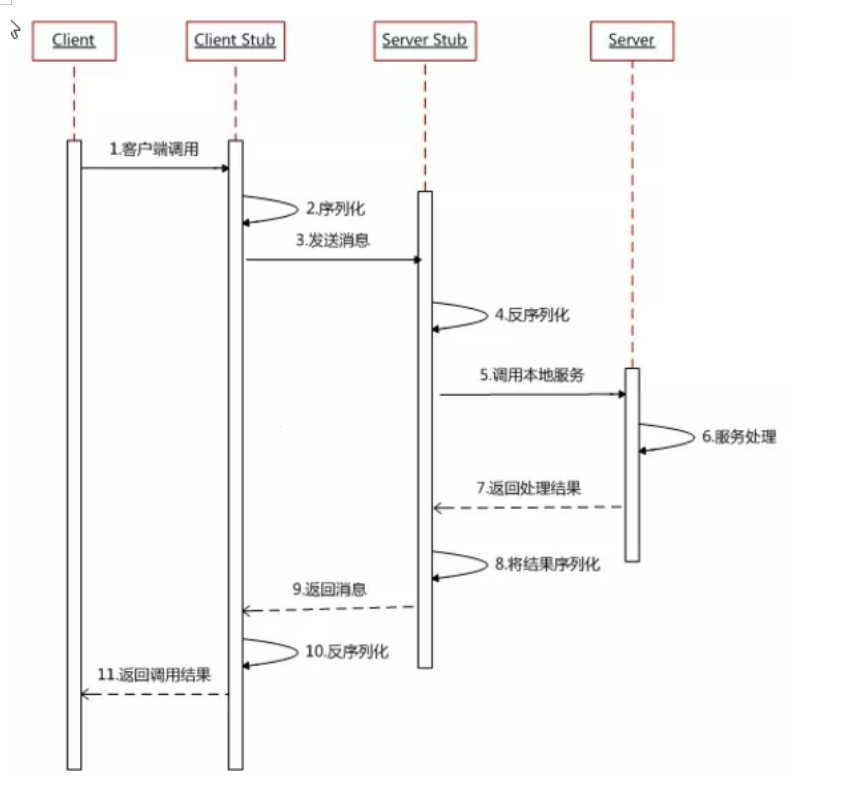 Client
Client Stub
Server Stub
Server
1.客户端调用
2.序列化
3.发送消息
4.反序列化
5.调用本地服务
6.服务处理
7.返回处理结果
8.将结果序列化
9.返回消息
10.反序列化
11.返回调用结果